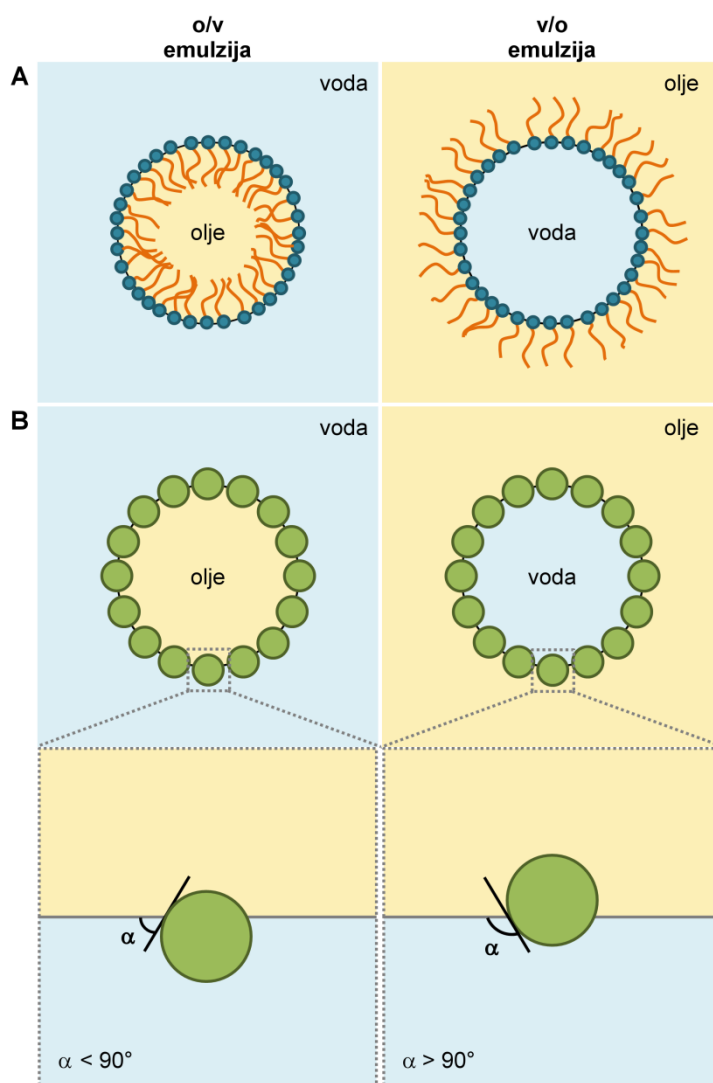 o/v
emulzija
v/o
emulzija
A
voda
olje
olje
voda
B
voda
olje
olje
voda
α
α
α < 90°
α > 90°